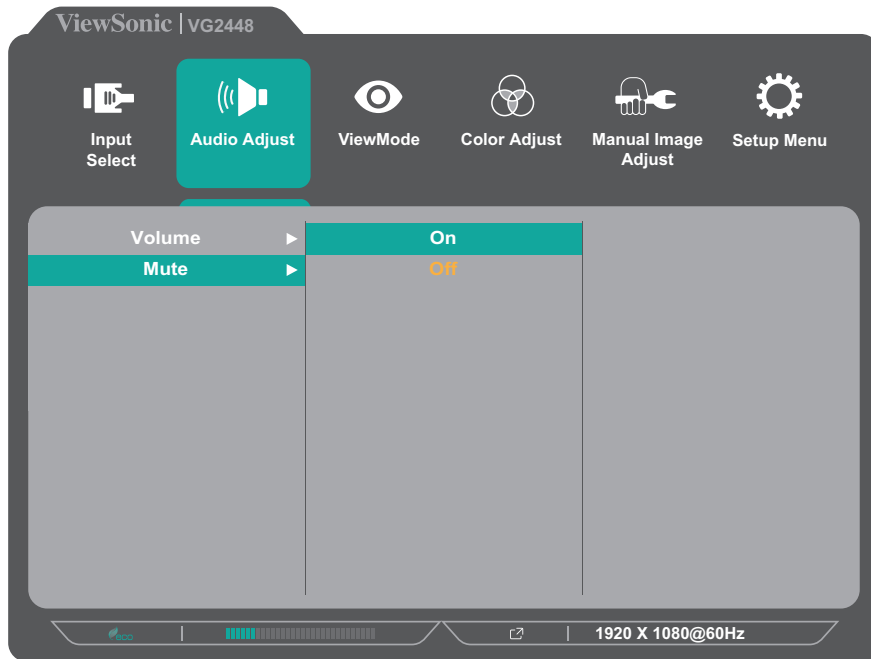 ViewSonic | VG2448
Input
Select
Audio Adjust
ViewMode
Color Adjust
Manual Image
Adjust
Setup Menu
Volume
On
Mute
Off
eco
1920 X 1080@60Hz